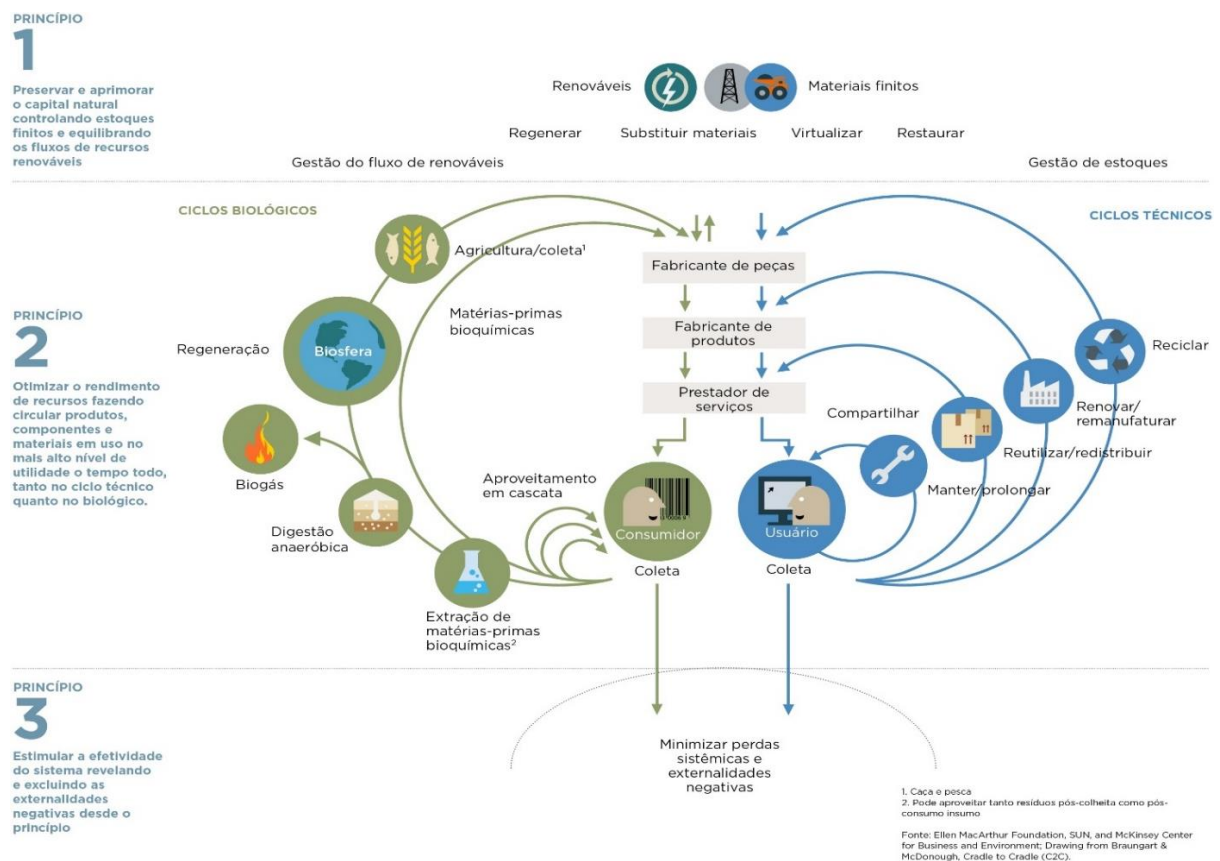 PRINCÍPIO
1
Preservar e aprimorar
o capital natural
controlando estoques
finitos e equilibrando
os fluxos de recursos
renováveis
Renováveis
Materiais finitos
Regenerar
Substituir materiais
Virtualizar
Restaurar
Gestão do fluxo de renováveis
Gestão de estoques
CICLOS BIOLÓGICOS
CICLOS TÉCNICOS
PRINCÍPIO
2
Otimizar o rendimento
de recursos fazendo
circular produtos,
componentes e
materiais em uso no
mais alto nível de
utilidade o tempo todo,
tanto no ciclo técnico
quanto no biológico.
Agricultura/coleta¹
Matérias-primas
bioquímicas
Regeneração
Biosfera
Biogás
Digestão
anaeróbica
Extração de
matérias-primas
bioquímicas²
Aproveitamento
em cascata
Fabricante de peças
Fabricante de
produtos
Prestador de
serviços
Consumidor
Coleta
Usuário
Coleta
Compartilhar
Manter/prolongar
Reutilizar/redistribuir
Renovar/
remanufaturar
Reciclar
PRINCÍPIO
3
Estimular a efetividade
do sistema revelando
e excluindo as
externalidades
negativas desde o
princípio
Minimizar perdas
sistêmicas e
externalidades
negativas
1. Caça e pesca
2. Pode aproveitar tanto resíduos pós-colheita como pós-
consumo insumo
Fonte: Ellen MacArthur Foundation, SUN, and McKinsey Center
for Business and Environment; Drawing from Braungart &
McDonough, Cradle to Cradle (C2C).